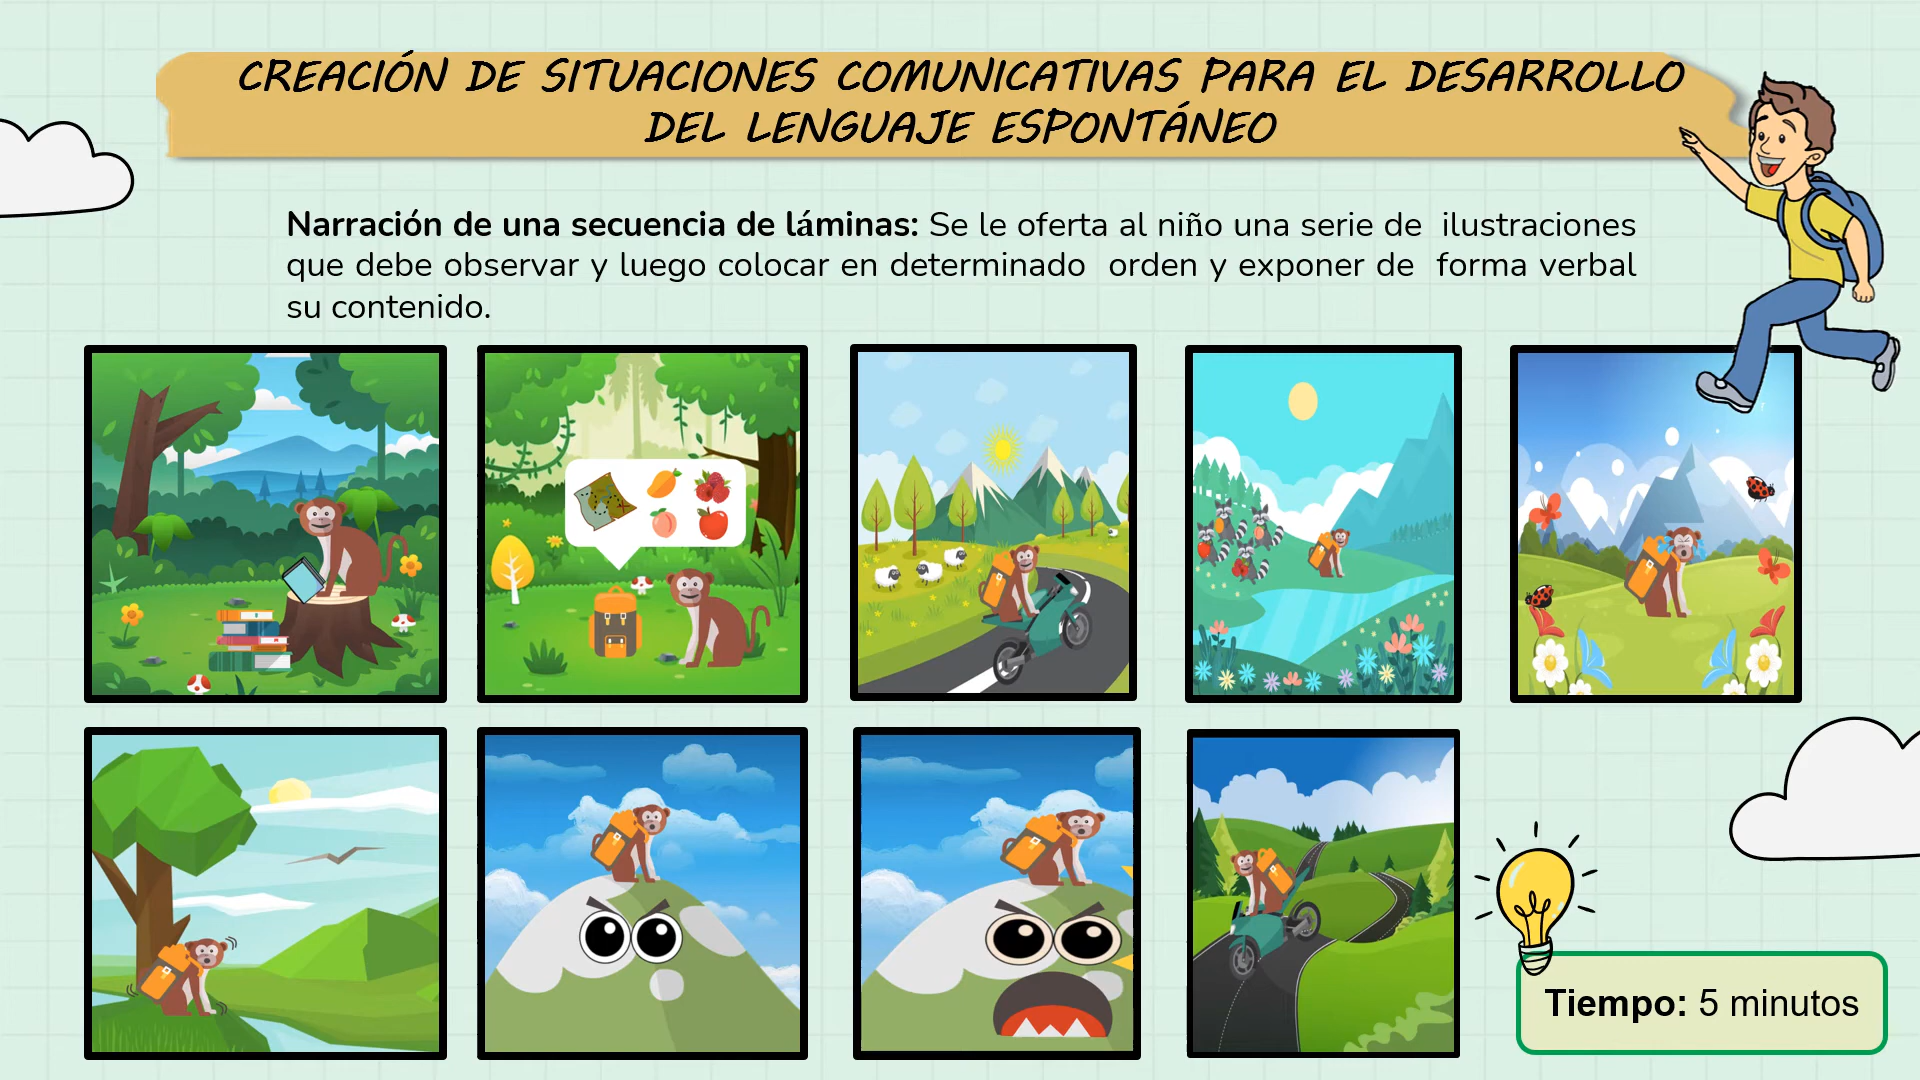 CREACIÓN DE SITUACIONES COMUNICATIVAS PARA EL DESARROLLO
DEL LENGUAJE ESPONTÁNEO
Narración de una secuencia de láminas: Se le oferta al niño una serie de ilustraciones
que debe observar y luego colocar en determinado orden y exponer de forma verbal
su contenido.
Tiempo: 5 minutos